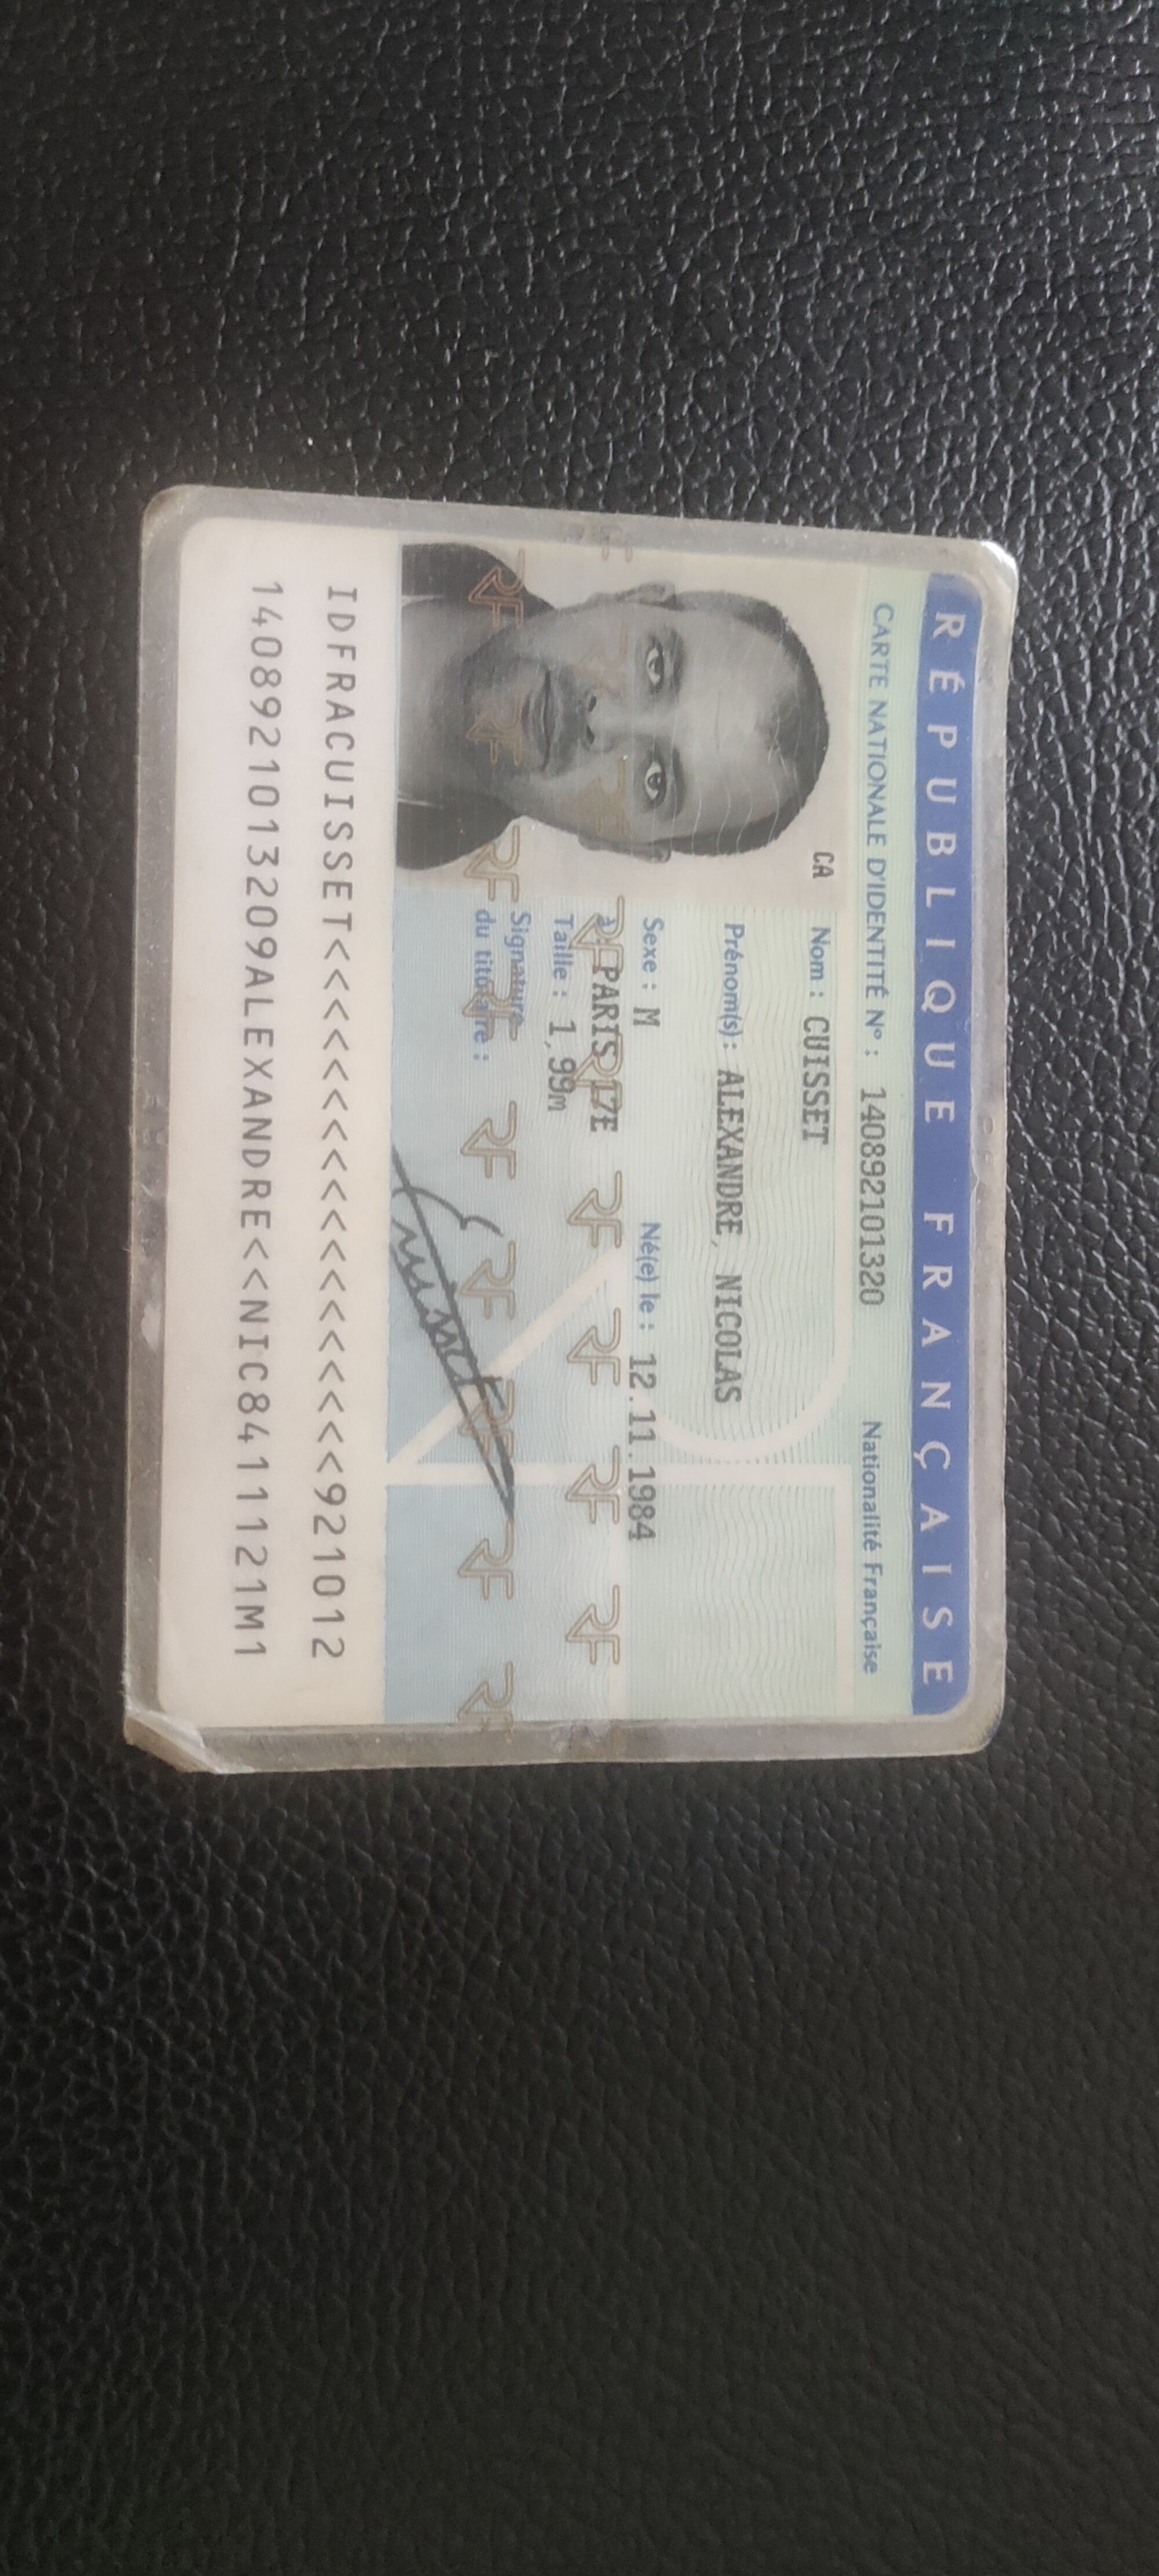 RÉPUBLIQUE FRANÇAISE
CARTE NATIONALE D'IDENTITÉ N° : 140892101320 Nationalité Française
CA
Nom : CUISSET
Prénom(s) : ALEXANDRE, NICOLAS
Sexe : M Né(e) le : 12.11.1984
à : PARIS 17E
Taille : 1,99m
Signature
du titulaire :
Cuisset
IDFRACUISSET<<<<<<<<<<<<<<<<<<921012
1408921013209ALEXANDRE<<NIC8411121M1